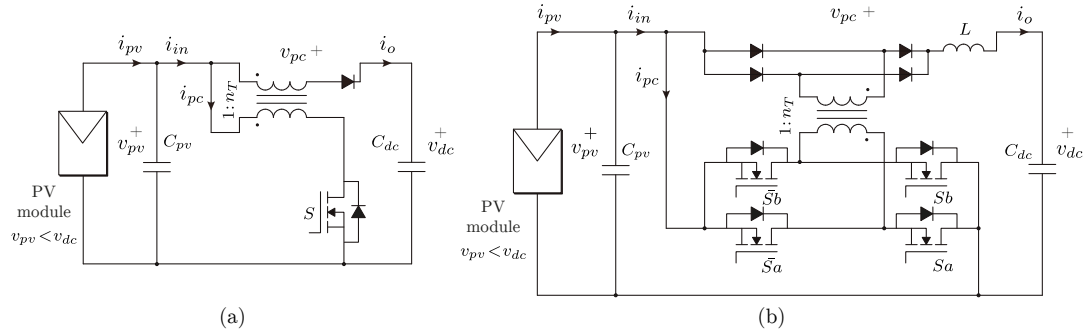 i_pv
i_in
v_pc +
i_o
i_pc
1:n_T
v_pv +
C_pv
C_dc
v_dc +
PV
module
v_pv < v_dc
S
(a)
i_pv
i_in
v_pc +
i_o
L
i_pc
1:n_T
v_pv +
C_pv
C_dc
v_dc +
PV
module
v_pv < v_dc
S̄b
Sb
S̄a
Sa
(b)